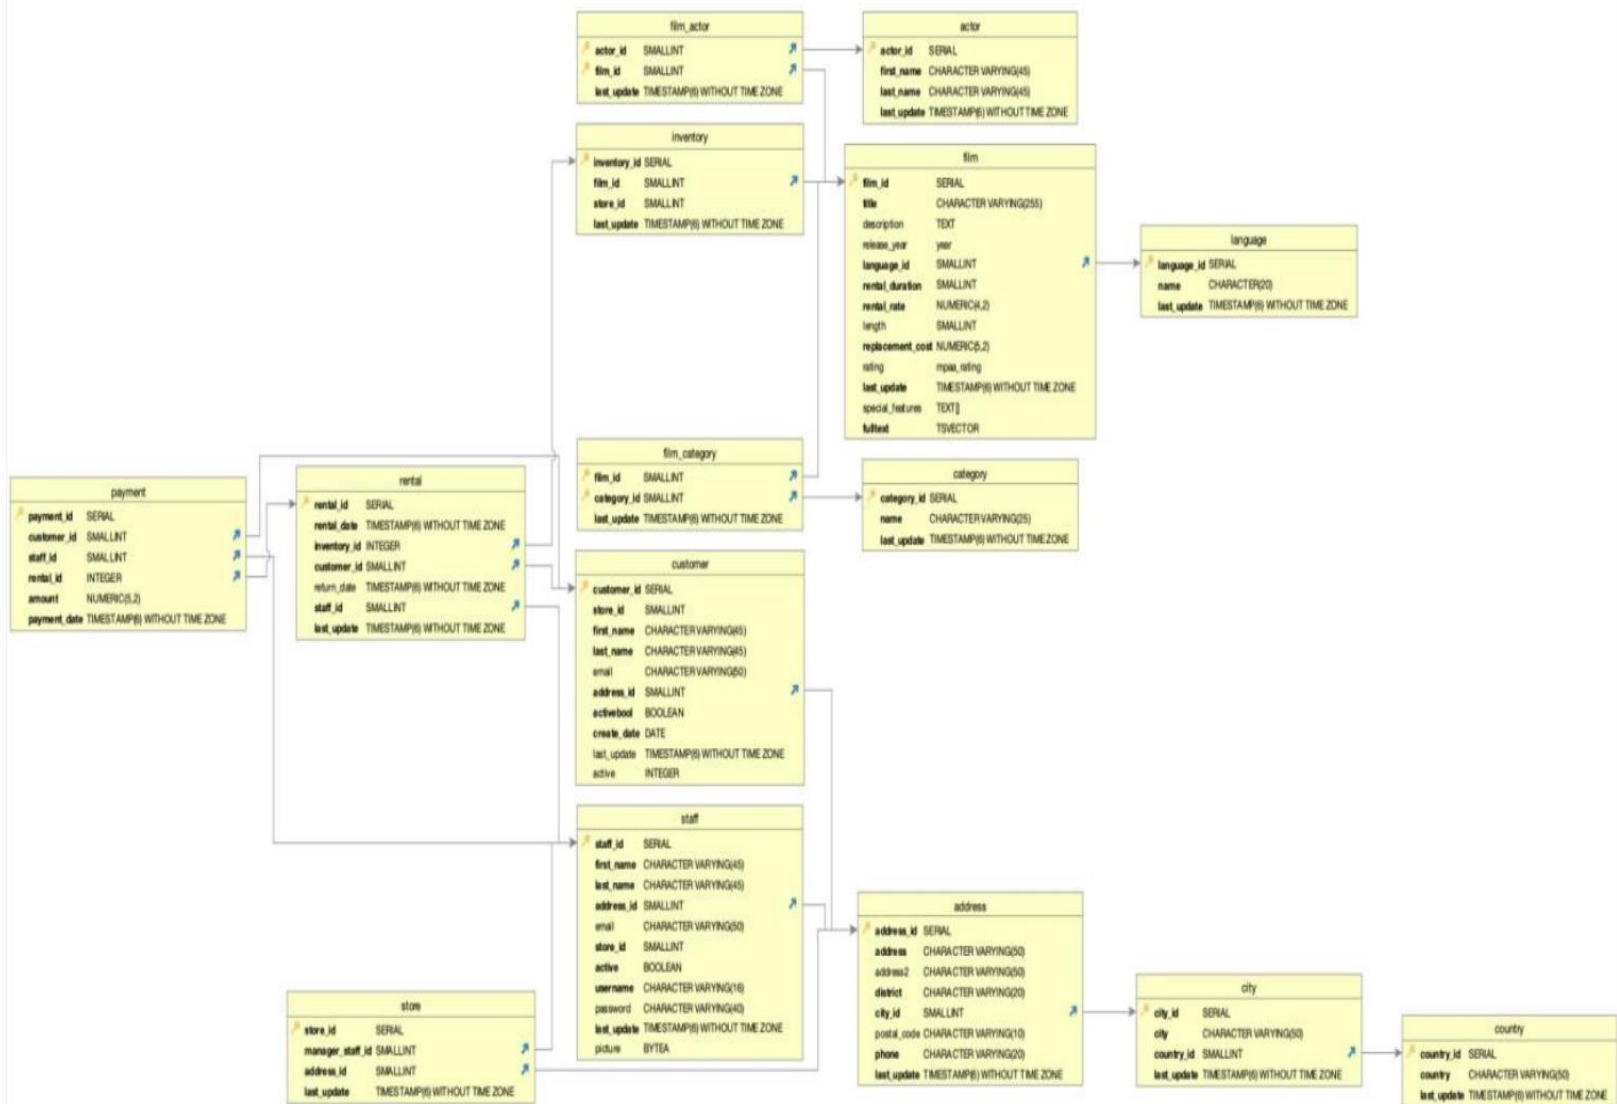 film_actor
actor_id SMALLINT
film_id SMALLINT
last_update TIMESTAMP(6) WITHOUT TIME ZONE
actor
actor_id SERIAL
first_name CHARACTER VARYING(45)
last_name CHARACTER VARYING(45)
last_update TIMESTAMP(6) WITHOUT TIME ZONE
inventory
inventory_id SERIAL
film_id SMALLINT
store_id SMALLINT
last_update TIMESTAMP(6) WITHOUT TIME ZONE
film
film_id SERIAL
title CHARACTER VARYING(255)
description TEXT
release_year year
language_id SMALLINT
rental_duration SMALLINT
rental_rate NUMERIC(4,2)
length SMALLINT
replacement_cost NUMERIC(5,2)
rating mpaa_rating
last_update TIMESTAMP(6) WITHOUT TIME ZONE
special_features TEXT[]
fulltext TSVECTOR
language
language_id SERIAL
name CHARACTER(20)
last_update TIMESTAMP(6) WITHOUT TIME ZONE
film_category
film_id SMALLINT
category_id SMALLINT
last_update TIMESTAMP(6) WITHOUT TIME ZONE
category
category_id SERIAL
name CHARACTER VARYING(25)
last_update TIMESTAMP(6) WITHOUT TIME ZONE
payment
payment_id SERIAL
customer_id SMALLINT
staff_id SMALLINT
rental_id INTEGER
amount NUMERIC(5,2)
payment_date TIMESTAMP(6) WITHOUT TIME ZONE
rental
rental_id SERIAL
rental_date TIMESTAMP(6) WITHOUT TIME ZONE
inventory_id INTEGER
customer_id SMALLINT
return_date TIMESTAMP(6) WITHOUT TIME ZONE
staff_id SMALLINT
last_update TIMESTAMP(6) WITHOUT TIME ZONE
customer
customer_id SERIAL
store_id SMALLINT
first_name CHARACTER VARYING(45)
last_name CHARACTER VARYING(45)
email CHARACTER VARYING(50)
address_id SMALLINT
activebool BOOLEAN
create_date DATE
last_update TIMESTAMP(6) WITHOUT TIME ZONE
active INTEGER
staff
staff_id SERIAL
first_name CHARACTER VARYING(45)
last_name CHARACTER VARYING(45)
address_id SMALLINT
email CHARACTER VARYING(50)
store_id SMALLINT
active BOOLEAN
username CHARACTER VARYING(16)
password CHARACTER VARYING(40)
last_update TIMESTAMP(6) WITHOUT TIME ZONE
picture BYTEA
store
store_id SERIAL
manager_staff_id SMALLINT
address_id SMALLINT
last_update TIMESTAMP(6) WITHOUT TIME ZONE
address
address_id SERIAL
address CHARACTER VARYING(50)
address2 CHARACTER VARYING(50)
district CHARACTER VARYING(20)
city_id SMALLINT
postal_code CHARACTER VARYING(10)
phone CHARACTER VARYING(20)
last_update TIMESTAMP(6) WITHOUT TIME ZONE
city
city_id SERIAL
city CHARACTER VARYING(50)
country_id SMALLINT
last_update TIMESTAMP(6) WITHOUT TIME ZONE
country
country_id SERIAL
country CHARACTER VARYING(50)
last_update TIMESTAMP(6) WITHOUT TIME ZONE